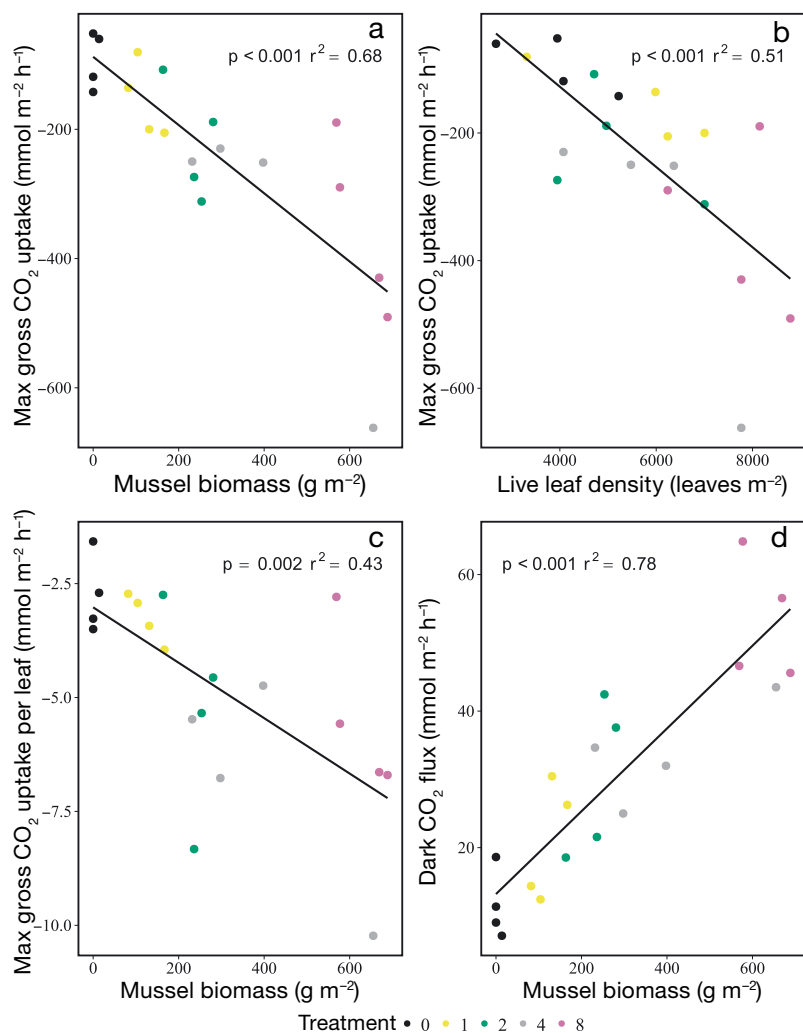 a
p < 0.001 r² = 0.68
Max gross CO₂ uptake (mmol m⁻² h⁻¹)
−200
−400
−600
0 200 400 600
Mussel biomass (g m⁻²)
b
p < 0.001 r² = 0.51
Max gross CO₂ uptake (mmol m⁻² h⁻¹)
−200
−400
−600
4000 6000 8000
Live leaf density (leaves m⁻²)
c
p = 0.002 r² = 0.43
Max gross CO₂ uptake per leaf (mmol m⁻² h⁻¹)
−2.5
−5.0
−7.5
−10.0
0 200 400 600
Mussel biomass (g m⁻²)
d
p < 0.001 r² = 0.78
Dark CO₂ flux (mmol m⁻² h⁻¹)
60
40
20
0 200 400 600
Mussel biomass (g m⁻²)
Treatment 0 1 2 4 8